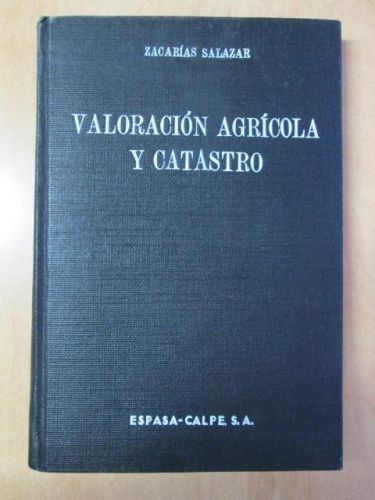 ZACARÍAS SALAZAR
VALORACIÓN AGRÍCOLA
Y CATASTRO
ESPASA-CALPE, S.A.